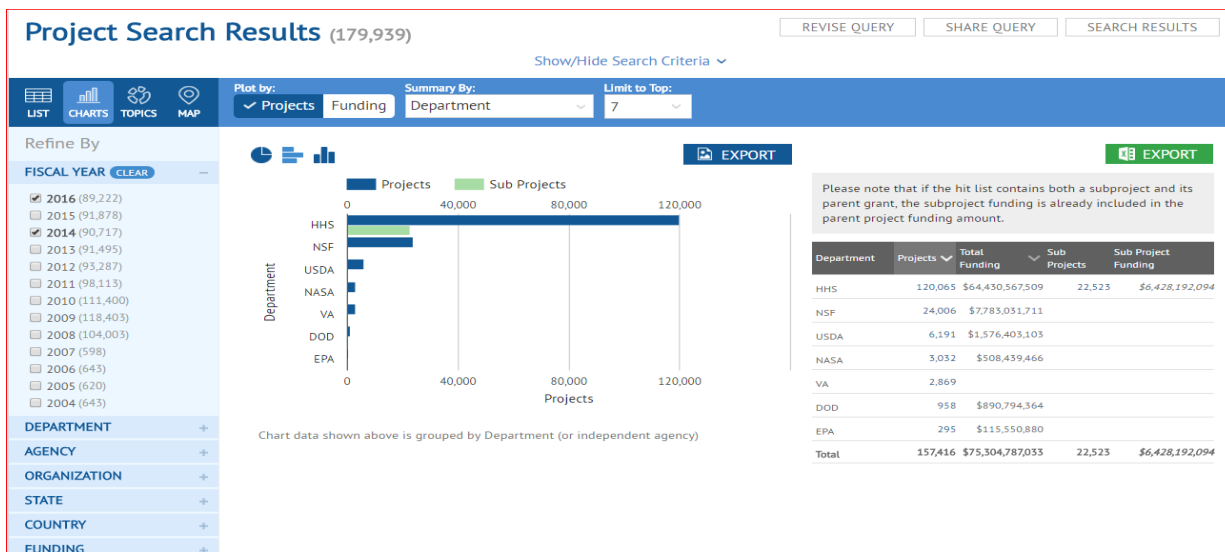 Project Search Results (179,939)
REVISE QUERY SHARE QUERY SEARCH RESULTS
Show/Hide Search Criteria
LIST CHARTS TOPICS MAP
Plot by: Summary By: Limit to Top:
Projects Funding Department 7
Refine By
FISCAL YEAR CLEAR
2016 (89,222)
2015 (91,878)
2014 (90,717)
2013 (91,495)
2012 (93,287)
2011 (98,113)
2010 (111,400)
2009 (118,403)
2008 (104,003)
2007 (598)
2006 (643)
2005 (620)
2004 (643)
DEPARTMENT
AGENCY
ORGANIZATION
STATE
COUNTRY
FUNDING
EXPORT
Projects Sub Projects
0 40,000 80,000 120,000
Department
HHS
NSF
USDA
NASA
VA
DOD
EPA
0 40,000 80,000 120,000
Projects
Chart data shown above is grouped by Department (or independent agency)
EXPORT
Please note that if the hit list contains both a subproject and its
parent grant, the subproject funding is already included in the
parent project funding amount.
Department Projects Total Funding Sub Projects Sub Project Funding
HHS 120,065 $64,430,567,509 22,523 $6,428,192,094
NSF 24,006 $7,783,031,711
USDA 6,191 $1,576,403,103
NASA 3,032 $508,439,466
VA 2,869
DOD 958 $890,794,364
EPA 295 $115,550,880
Total 157,416 $75,304,787,033 22,523 $6,428,192,094